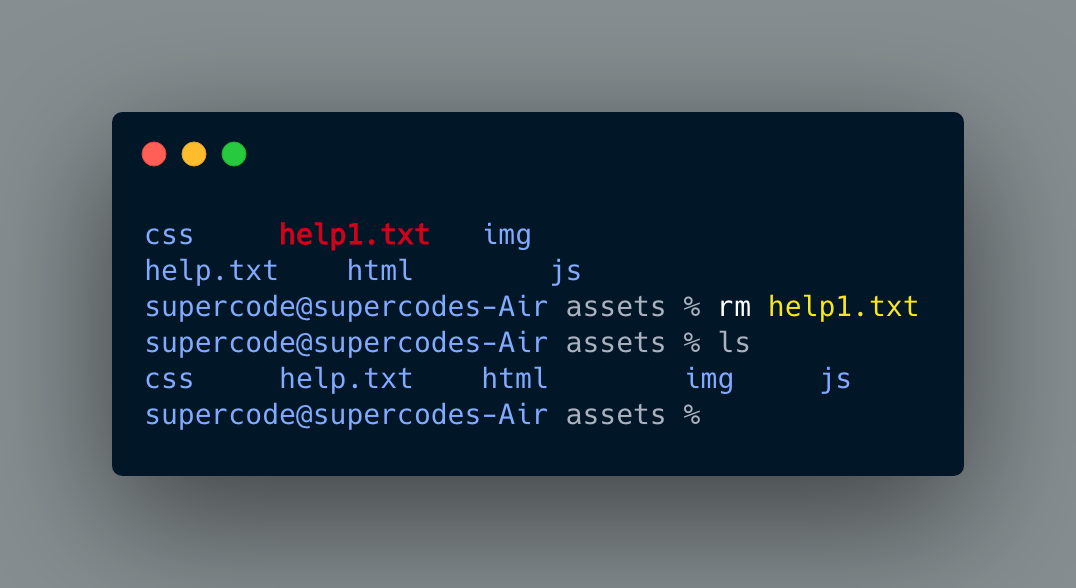 css     help1.txt   img
help.txt    html        js
supercode@supercodes-Air assets % rm help1.txt
supercode@supercodes-Air assets % ls
css     help.txt    html        img     js
supercode@supercodes-Air assets %